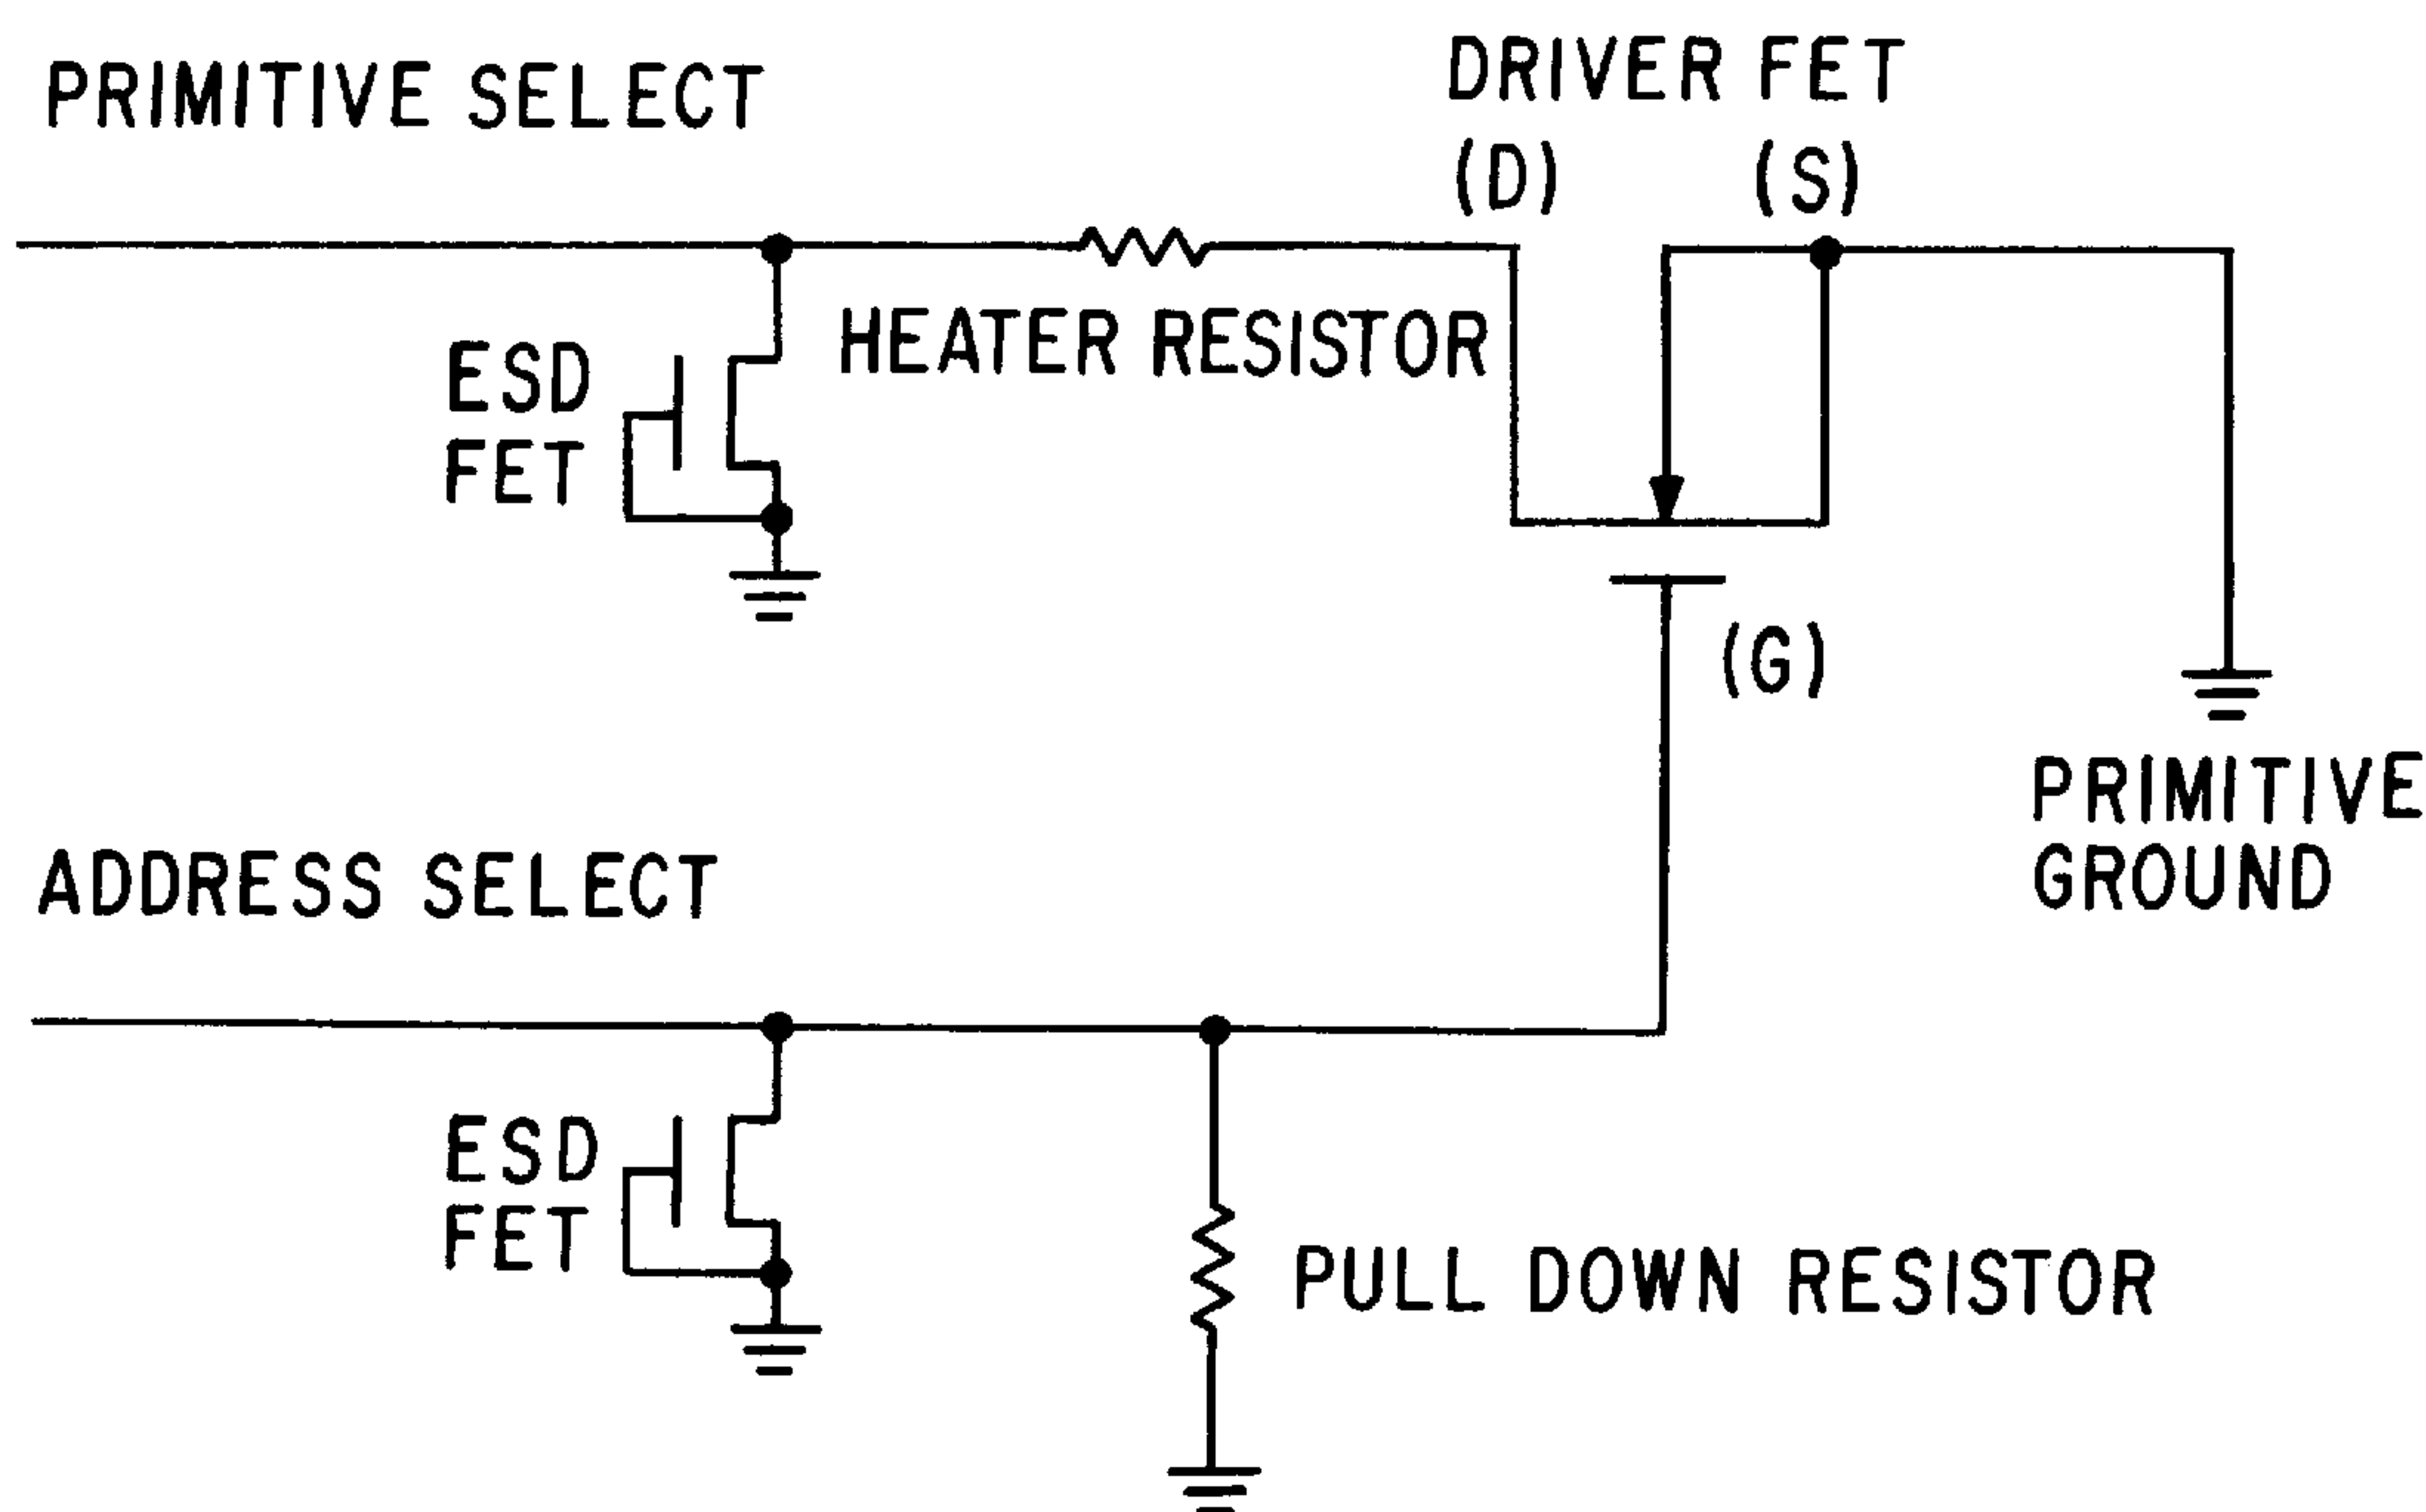 PRIMITIVE SELECT
DRIVER FET
(D) (S)
HEATER RESISTOR
ESD
FET
(G)
PRIMITIVE
GROUND
ADDRESS SELECT
ESD
FET
PULL DOWN RESISTOR